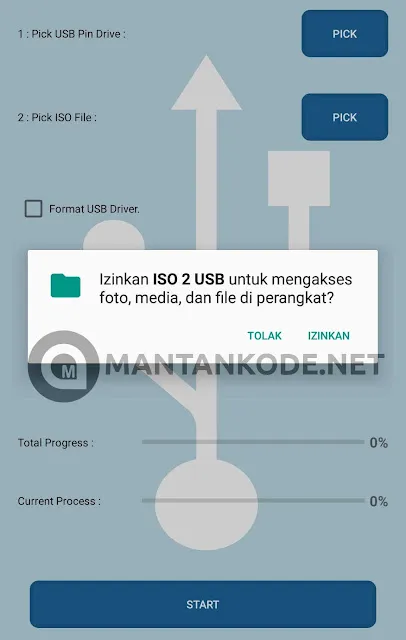 1 : Pick USB Pin Drive :
PICK
2 : Pick ISO File :
PICK
Format USB Driver.
Izinkan ISO 2 USB untuk mengakses
foto, media, dan file di perangkat?
TOLAK
IZINKAN
M
MANTANKODE.NET
Total Progress :
0%
Current Process :
0%
START